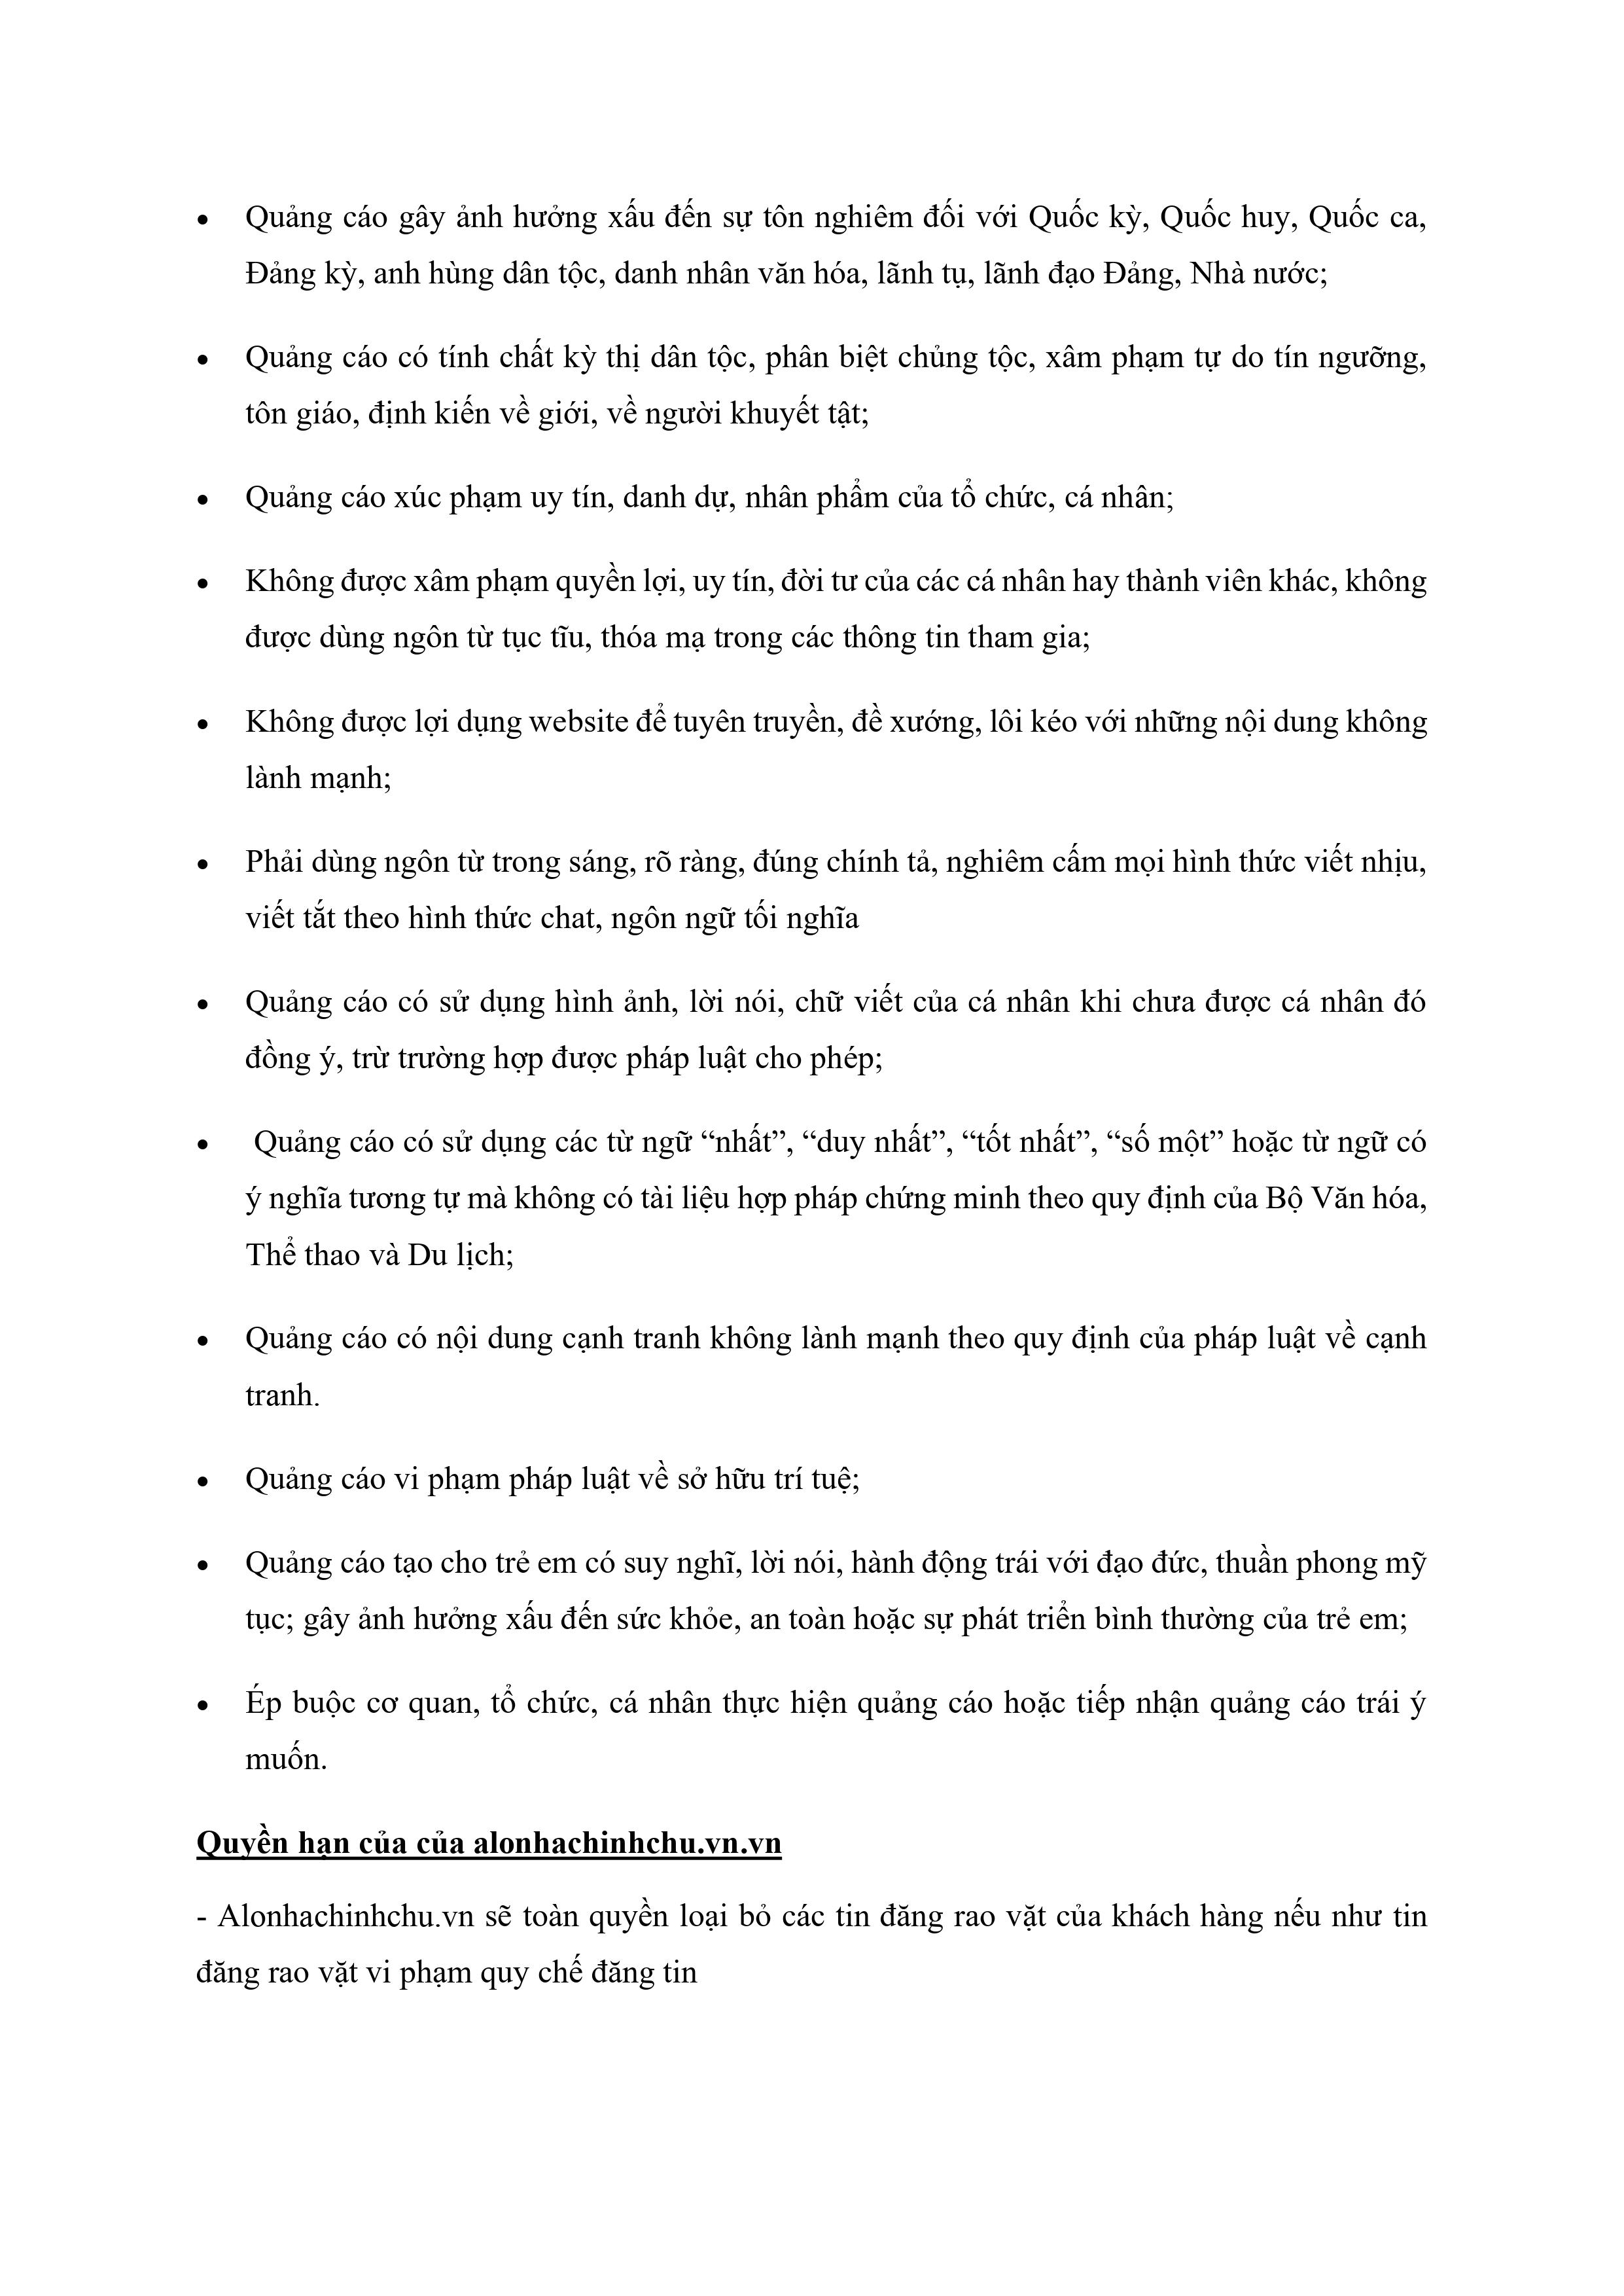 • Quảng cáo gây ảnh hưởng xấu đến sự tôn nghiêm đối với Quốc kỳ, Quốc huy, Quốc ca,
Đảng kỳ, anh hùng dân tộc, danh nhân văn hóa, lãnh tụ, lãnh đạo Đảng, Nhà nước;
• Quảng cáo có tính chất kỳ thị dân tộc, phân biệt chủng tộc, xâm phạm tự do tín ngưỡng,
tôn giáo, định kiến về giới, về người khuyết tật;
• Quảng cáo xúc phạm uy tín, danh dự, nhân phẩm của tổ chức, cá nhân;
• Không được xâm phạm quyền lợi, uy tín, đời tư của các cá nhân hay thành viên khác, không
được dùng ngôn từ tục tĩu, thóa mạ trong các thông tin tham gia;
• Không được lợi dụng website để tuyên truyền, đề xướng, lôi kéo với những nội dung không
lành mạnh;
• Phải dùng ngôn từ trong sáng, rõ ràng, đúng chính tả, nghiêm cấm mọi hình thức viết nhịu,
viết tắt theo hình thức chat, ngôn ngữ tối nghĩa
• Quảng cáo có sử dụng hình ảnh, lời nói, chữ viết của cá nhân khi chưa được cá nhân đó
đồng ý, trừ trường hợp được pháp luật cho phép;
• Quảng cáo có sử dụng các từ ngữ “nhất”, “duy nhất”, “tốt nhất”, “số một” hoặc từ ngữ có
ý nghĩa tương tự mà không có tài liệu hợp pháp chứng minh theo quy định của Bộ Văn hóa,
Thể thao và Du lịch;
• Quảng cáo có nội dung cạnh tranh không lành mạnh theo quy định của pháp luật về cạnh
tranh.
• Quảng cáo vi phạm pháp luật về sở hữu trí tuệ;
• Quảng cáo tạo cho trẻ em có suy nghĩ, lời nói, hành động trái với đạo đức, thuần phong mỹ
tục; gây ảnh hưởng xấu đến sức khỏe, an toàn hoặc sự phát triển bình thường của trẻ em;
• Ép buộc cơ quan, tổ chức, cá nhân thực hiện quảng cáo hoặc tiếp nhận quảng cáo trái ý
muốn.
Quyền hạn của của alonhachinhchu.vn.vn
- Alonhachinhchu.vn sẽ toàn quyền loại bỏ các tin đăng rao vặt của khách hàng nếu như tin
đăng rao vặt vi phạm quy chế đăng tin